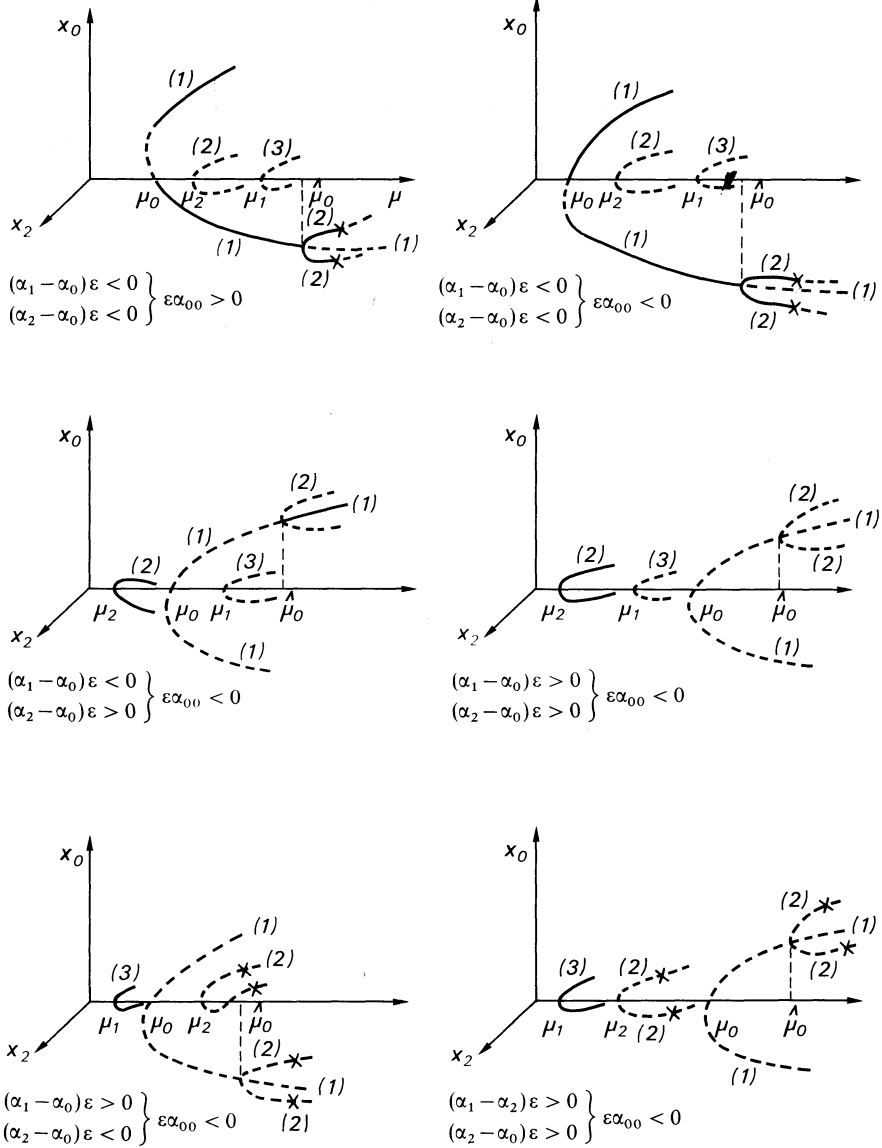 x₀
(1)
(2)
(3)
μ₀
μ₂
μ₁
μ̂₀
μ
x₂
(1)
(2)
(1)
(2)
(α₁−α₀)ε < 0
(α₂−α₀)ε < 0
εα₀₀ > 0
x₀
(1)
(2)
(3)
μ₀
μ₂
μ₁
μ̂₀
x₂
(1)
(2)
(1)
(2)
(α₁−α₀)ε < 0
(α₂−α₀)ε < 0
εα₀₀ < 0
x₀
(2)
(1)
(1)
(2)
(3)
μ₂
μ₀
μ₁
μ̂₀
x₂
(1)
(α₁−α₀)ε < 0
(α₂−α₀)ε > 0
εα₀₀ < 0
x₀
(2)
(1)
(2)
(3)
(2)
μ₂
μ₁
μ₀
μ̂₀
x₂
(1)
(α₁−α₀)ε > 0
(α₂−α₀)ε > 0
εα₀₀ < 0
x₀
(1)
(2)
(3)
μ₁
μ₀
μ₂
μ̂₀
x₂
(2)
(1)
(2)
(α₁−α₀)ε > 0
(α₂−α₀)ε < 0
εα₀₀ < 0
x₀
(2)
(1)
(3)
(2)
(2)
μ₁
μ₂
(2)
μ₀
μ̂₀
x₂
(1)
(α₁−α₂)ε > 0
(α₂−α₀)ε > 0
εα₀₀ < 0